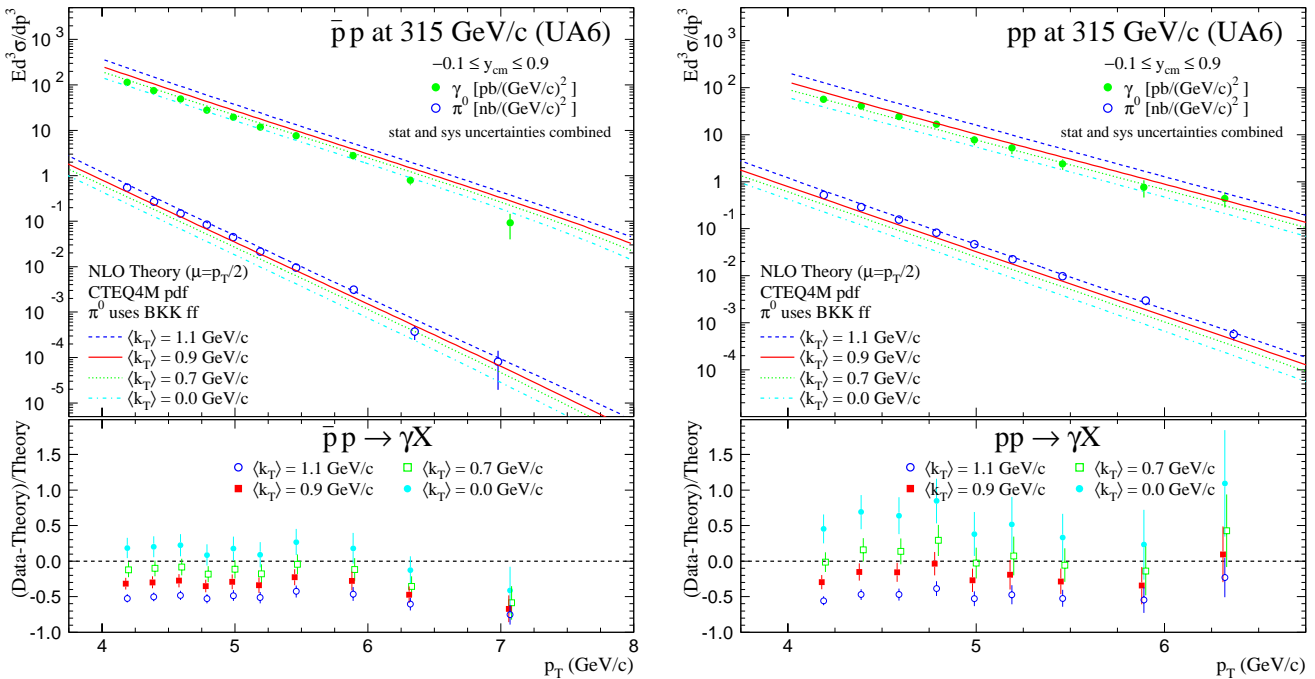 Ed³σ/dp³
10³
10²
10
1
10⁻¹
10⁻²
10⁻³
10⁻⁴
10⁻⁵
p̅ p at 315 GeV/c (UA6)
−0.1 ≤ y_cm ≤ 0.9
γ [pb/(GeV/c)² ]
π⁰ [nb/(GeV/c)² ]
stat and sys uncertainties combined
NLO Theory (μ=p_T/2)
CTEQ4M pdf
π⁰ uses BKK ff
⟨k_T⟩ = 1.1 GeV/c
⟨k_T⟩ = 0.9 GeV/c
⟨k_T⟩ = 0.7 GeV/c
⟨k_T⟩ = 0.0 GeV/c
(Data-Theory)/Theory
1.5
1.0
0.5
0.0
-0.5
-1.0
p̅ p → γX
⟨k_T⟩ = 1.1 GeV/c
⟨k_T⟩ = 0.7 GeV/c
⟨k_T⟩ = 0.9 GeV/c
⟨k_T⟩ = 0.0 GeV/c
4 5 6 7 8
p_T (GeV/c)
Ed³σ/dp³
10³
10²
10
1
10⁻¹
10⁻²
10⁻³
10⁻⁴
pp at 315 GeV/c (UA6)
−0.1 ≤ y_cm ≤ 0.9
γ [pb/(GeV/c)² ]
π⁰ [nb/(GeV/c)² ]
stat and sys uncertainties combined
NLO Theory (μ=p_T/2)
CTEQ4M pdf
π⁰ uses BKK ff
⟨k_T⟩ = 1.1 GeV/c
⟨k_T⟩ = 0.9 GeV/c
⟨k_T⟩ = 0.7 GeV/c
⟨k_T⟩ = 0.0 GeV/c
(Data-Theory)/Theory
1.5
1.0
0.5
0.0
-0.5
-1.0
pp → γX
⟨k_T⟩ = 1.1 GeV/c
⟨k_T⟩ = 0.7 GeV/c
⟨k_T⟩ = 0.9 GeV/c
⟨k_T⟩ = 0.0 GeV/c
4 5 6
p_T (GeV/c)